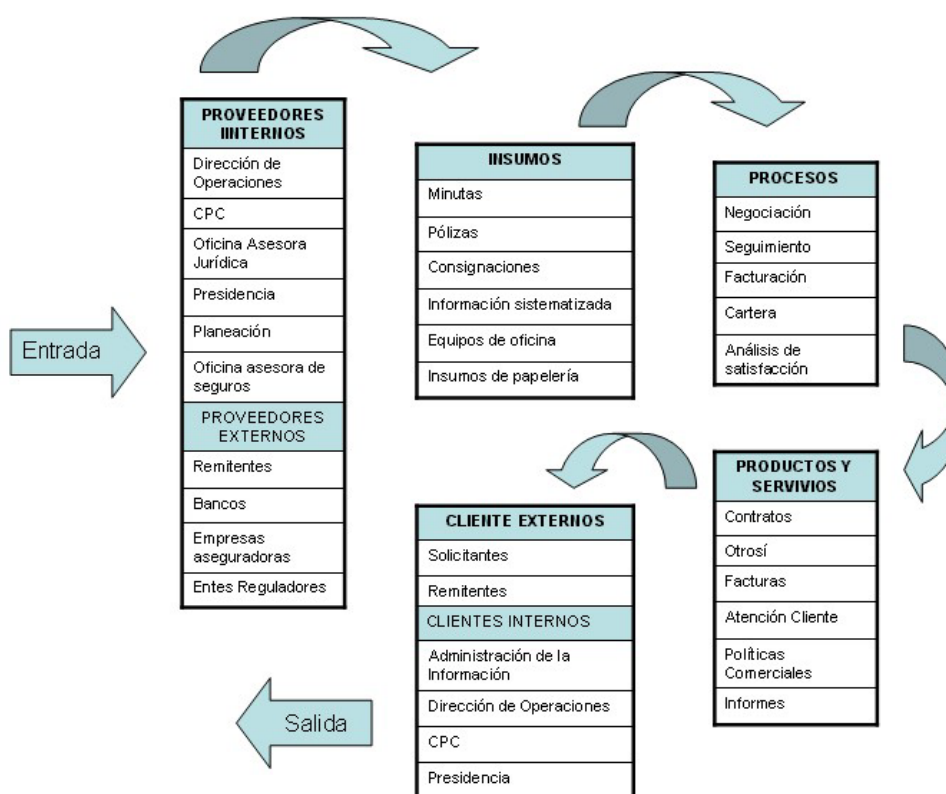 PROVEEDORES
IINTERNOS
Dirección de
Operaciones
CPC
Oficina Asesora
Jurídica
Presidencia
Planeación
Oficina asesora de
seguros
PROVEEDORES
EXTERNOS
Remitentes
Bancos
Empresas
aseguradoras
Entes Reguladores
Entrada
INSUMOS
Minutas
Pólizas
Consignaciones
Información sistematizada
Equipos de oficina
Insumos de papelería
PROCESOS
Negociación
Seguimiento
Facturación
Cartera
Análisis de
satisfacción
PRODUCTOS Y
SERVIVIOS
Contratos
Otrosí
Facturas
Atención Cliente
Políticas
Comerciales
Informes
CLIENTE EXTERNOS
Solicitantes
Remitentes
CLIENTES INTERNOS
Administración de la
Información
Dirección de Operaciones
CPC
Presidencia
Salida